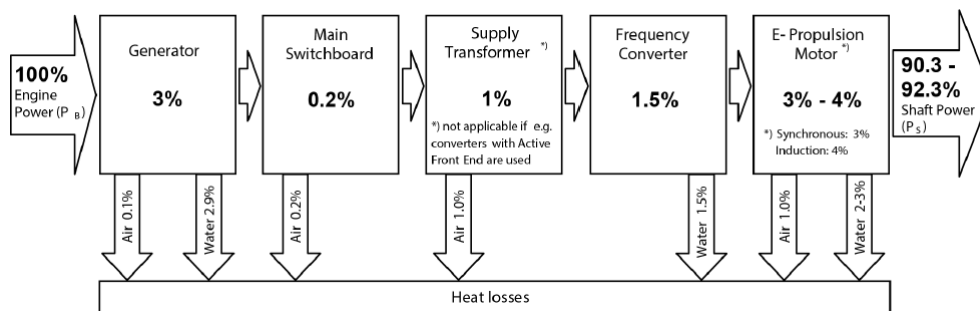 100%
Engine
Power (P B)
Generator
3%
Main
Switchboard
0.2%
Supply
Transformer *)
1%
*) not applicable if e.g.
converters with Active
Front End are used
Frequency
Converter
1.5%
E- Propulsion
Motor *)
3% - 4%
*) Synchronous: 3%
Induction: 4%
90.3 -
92.3%
Shaft Power
(PS)
Air 0.1%
Water 2.9%
Air 0.2%
Air 1.0%
Water 1.5%
Air 1.0%
Water 2-3%
Heat losses